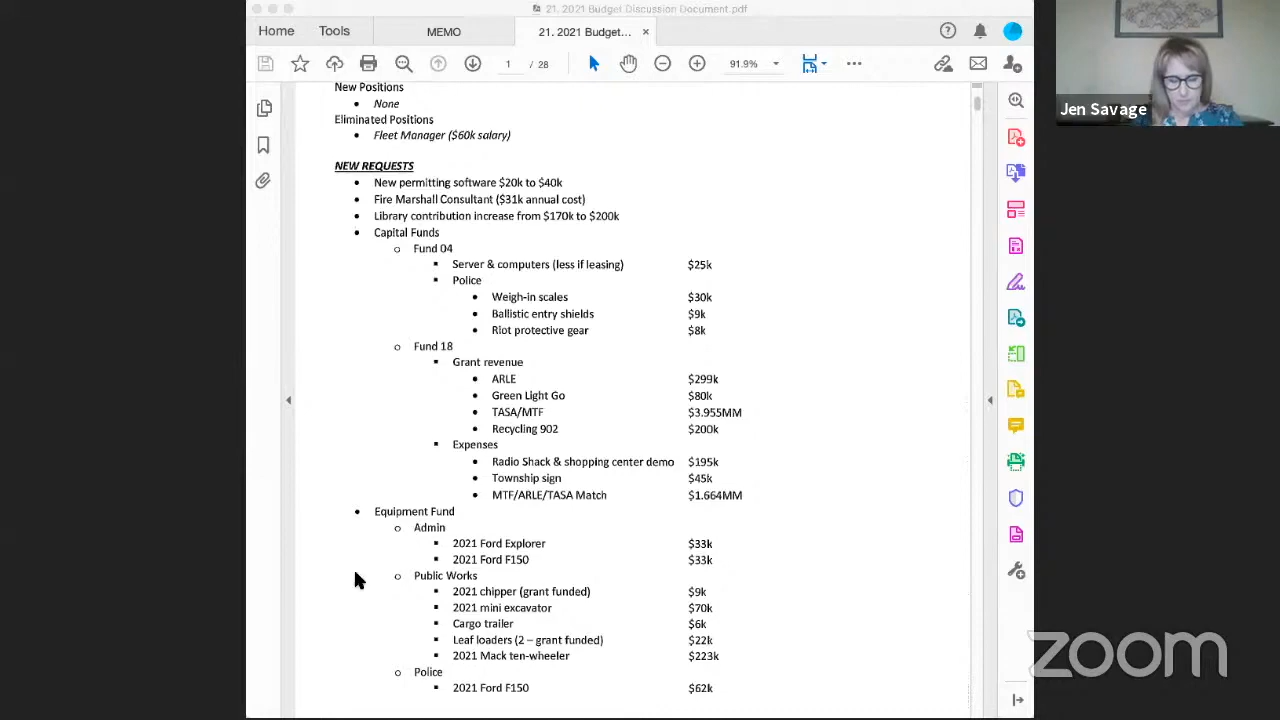 21. 2021 Budget Discussion Document.pdf
Home Tools MEMO 21. 2021 Budget... ×
1 / 28 91.9%
New Positions
• None
Eliminated Positions
• Fleet Manager ($60k salary)
NEW REQUESTS
• New permitting software $20k to $40k
• Fire Marshall Consultant ($31k annual cost)
• Library contribution increase from $170k to $200k
• Capital Funds
o Fund 04
▪ Server & computers (less if leasing) $25k
▪ Police
• Weigh-in scales $30k
• Ballistic entry shields $9k
• Riot protective gear $8k
o Fund 18
▪ Grant revenue
• ARLE $299k
• Green Light Go $80k
• TASA/MTF $3.955MM
• Recycling 902 $200k
▪ Expenses
• Radio Shack & shopping center demo $195k
• Township sign $45k
• MTF/ARLE/TASA Match $1.664MM
• Equipment Fund
o Admin
▪ 2021 Ford Explorer $33k
▪ 2021 Ford F150 $33k
o Public Works
▪ 2021 chipper (grant funded) $9k
▪ 2021 mini excavator $70k
▪ Cargo trailer $6k
▪ Leaf loaders (2 – grant funded) $22k
▪ 2021 Mack ten-wheeler $223k
o Police
▪ 2021 Ford F150 $62k
Jen Savage
zoom